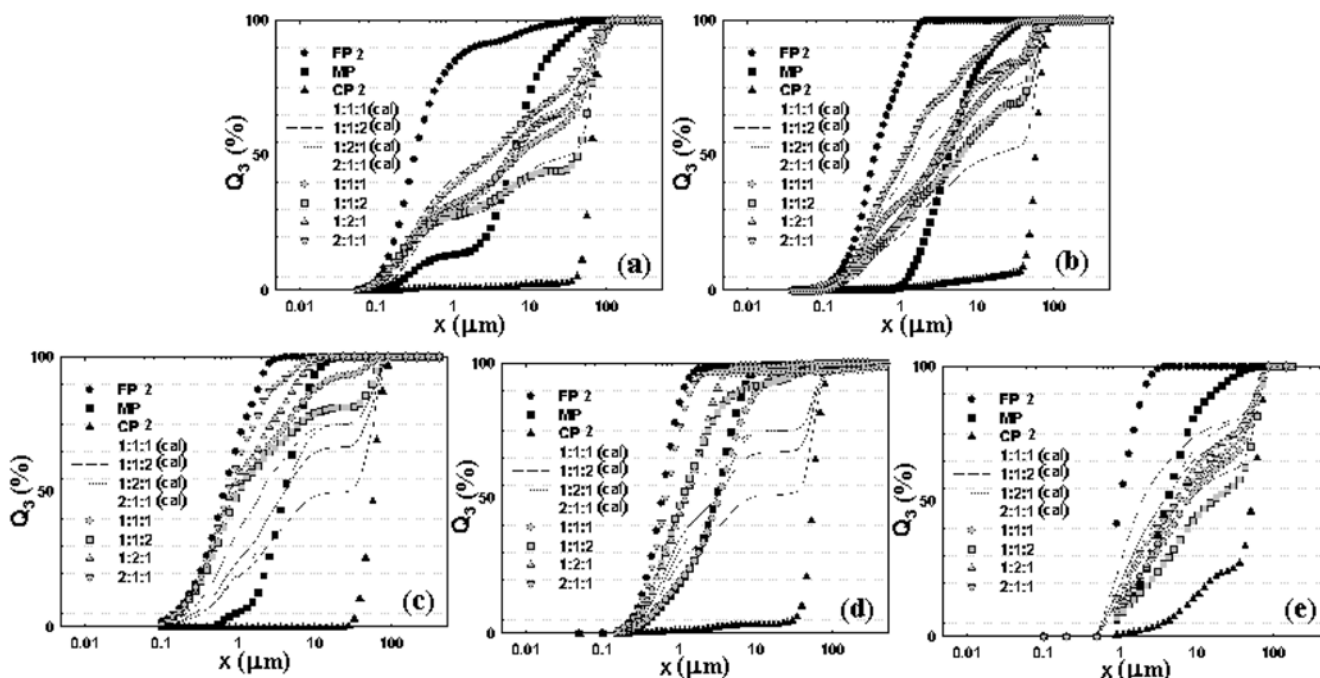 100
50
0
Q3 (%)
FP 2
MP
CP 2
1:1:1 (cal)
1:1:2 (cal)
1:2:1 (cal)
2:1:1 (cal)
1:1:1
1:1:2
1:2:1
2:1:1
(a)
0.01 0.1 1 10 100
x (μm)
100
50
0
Q3 (%)
FP 2
MP
CP 2
1:1:1 (cal)
1:1:2 (cal)
1:2:1 (cal)
2:1:1 (cal)
1:1:1
1:1:2
1:2:1
2:1:1
(b)
0.01 0.1 1 10 100
x (μm)
100
50
0
Q3 (%)
FP 2
MP
CP 2
1:1:1 (cal)
1:1:2 (cal)
1:2:1 (cal)
2:1:1 (cal)
1:1:1
1:1:2
1:2:1
2:1:1
(c)
0.01 0.1 1 10 100
x (μm)
100
50
0
Q3 (%)
FP 2
MP
CP 2
1:1:1 (cal)
1:1:2 (cal)
1:2:1 (cal)
2:1:1 (cal)
1:1:1
1:1:2
1:2:1
2:1:1
(d)
0.01 0.1 1 10 100
x (μm)
100
50
0
Q3 (%)
FP 2
MP
CP 2
1:1:1 (cal)
1:1:2 (cal)
1:2:1 (cal)
2:1:1 (cal)
1:1:1
1:1:2
1:2:1
2:1:1
(e)
0.01 0.1 1 10 100
x (μm)